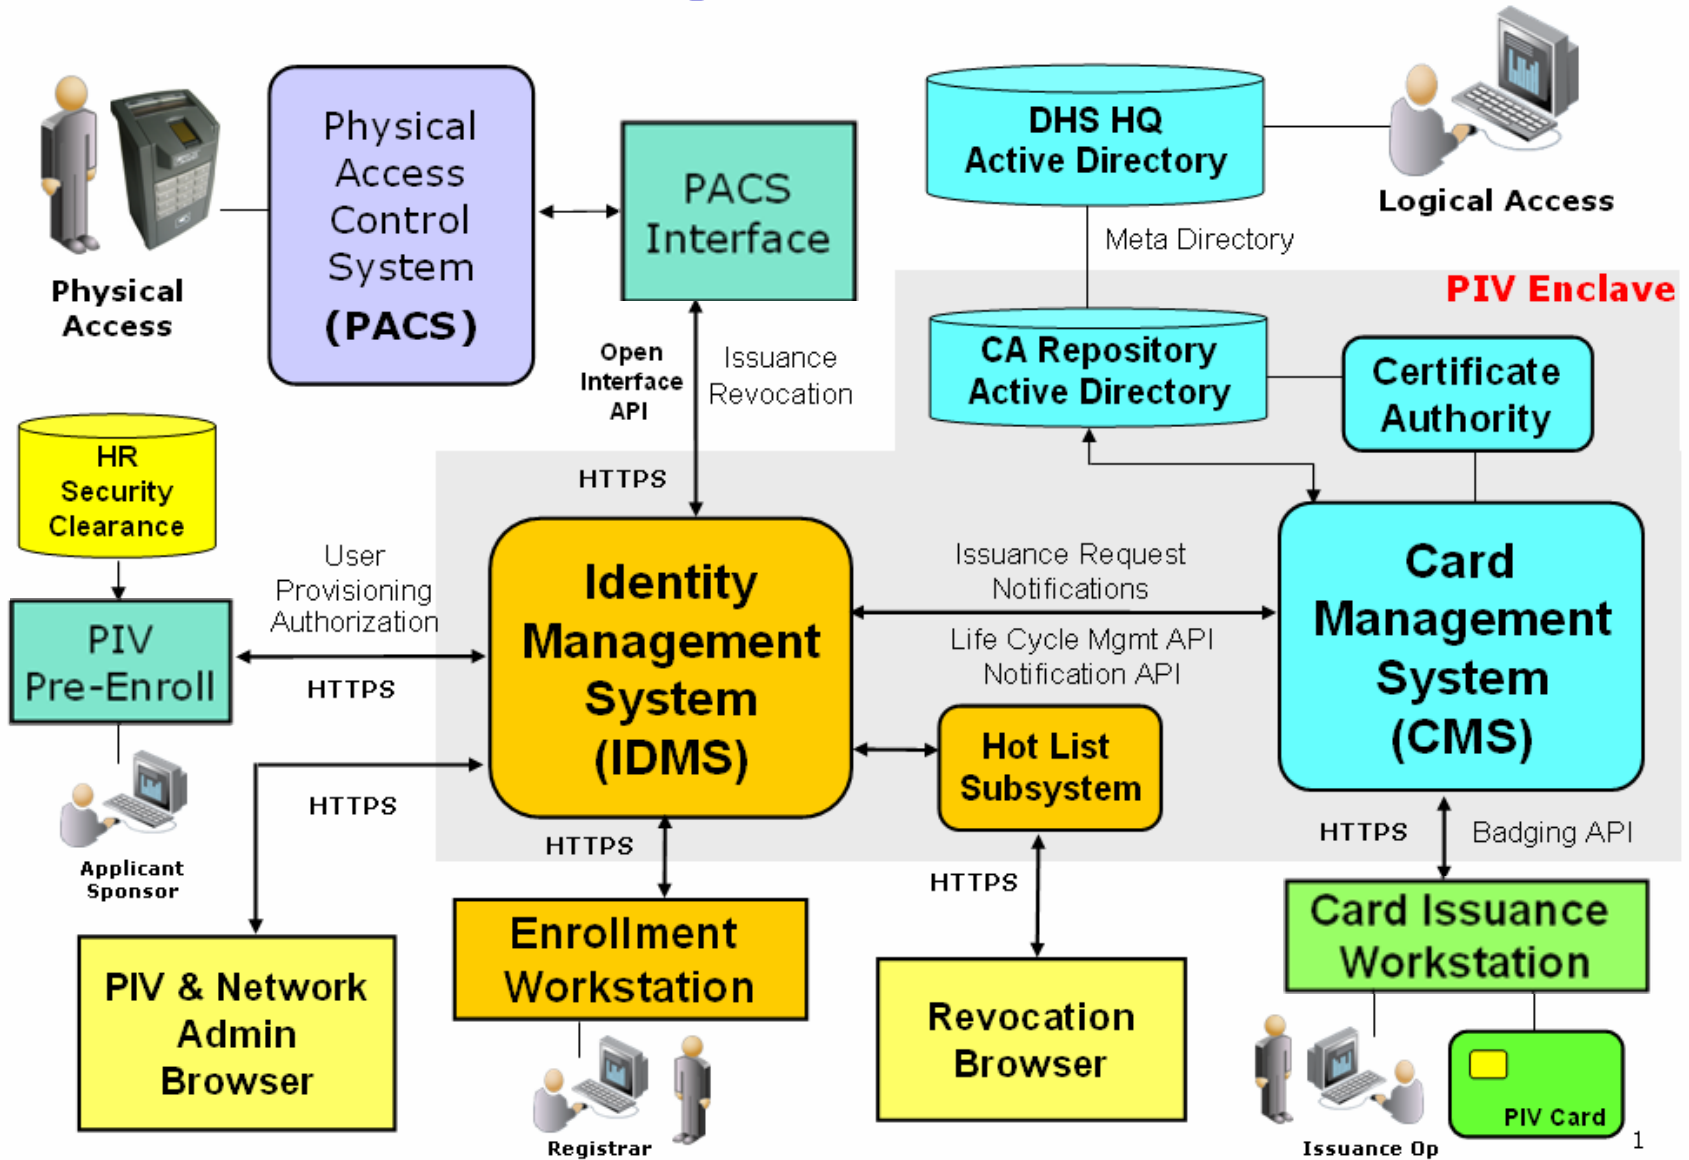 Physical
Access
Control
System
(PACS)
Physical
Access
PACS
Interface
DHS HQ
Active Directory
Logical Access
Meta Directory
PIV Enclave
Open
Interface
API
Issuance
Revocation
HTTPS
CA Repository
Active Directory
Certificate
Authority
HR
Security
Clearance
User
Provisioning
Authorization
HTTPS
PIV
Pre-Enroll
Applicant
Sponsor
Identity
Management
System
(IDMS)
Issuance Request
Notifications
Life Cycle Mgmt API
Notification API
Card
Management
System
(CMS)
Hot List
Subsystem
HTTPS
HTTPS
HTTPS
HTTPS
Badging API
PIV & Network
Admin
Browser
Enrollment
Workstation
Registrar
Revocation
Browser
Card Issuance
Workstation
Issuance Op
PIV Card
1